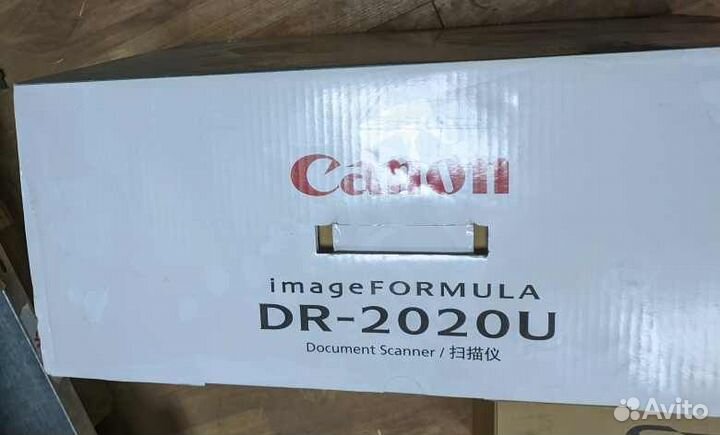 Canon
imageFORMULA
DR-2020U
Document Scanner / 扫描仪
Avito